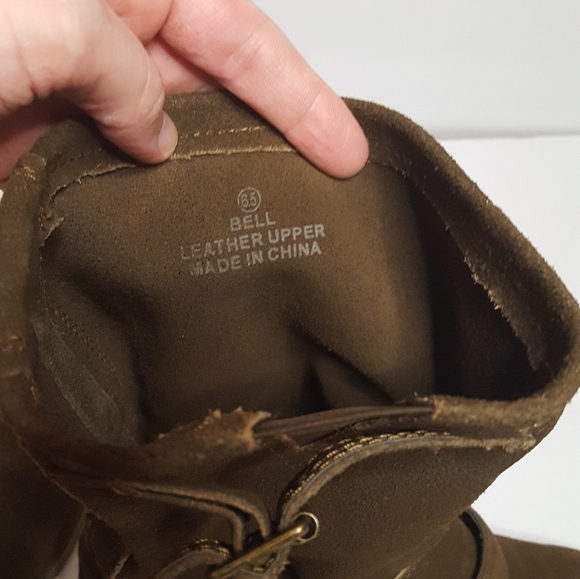 6.5
BELL
LEATHER UPPER
MADE IN CHINA